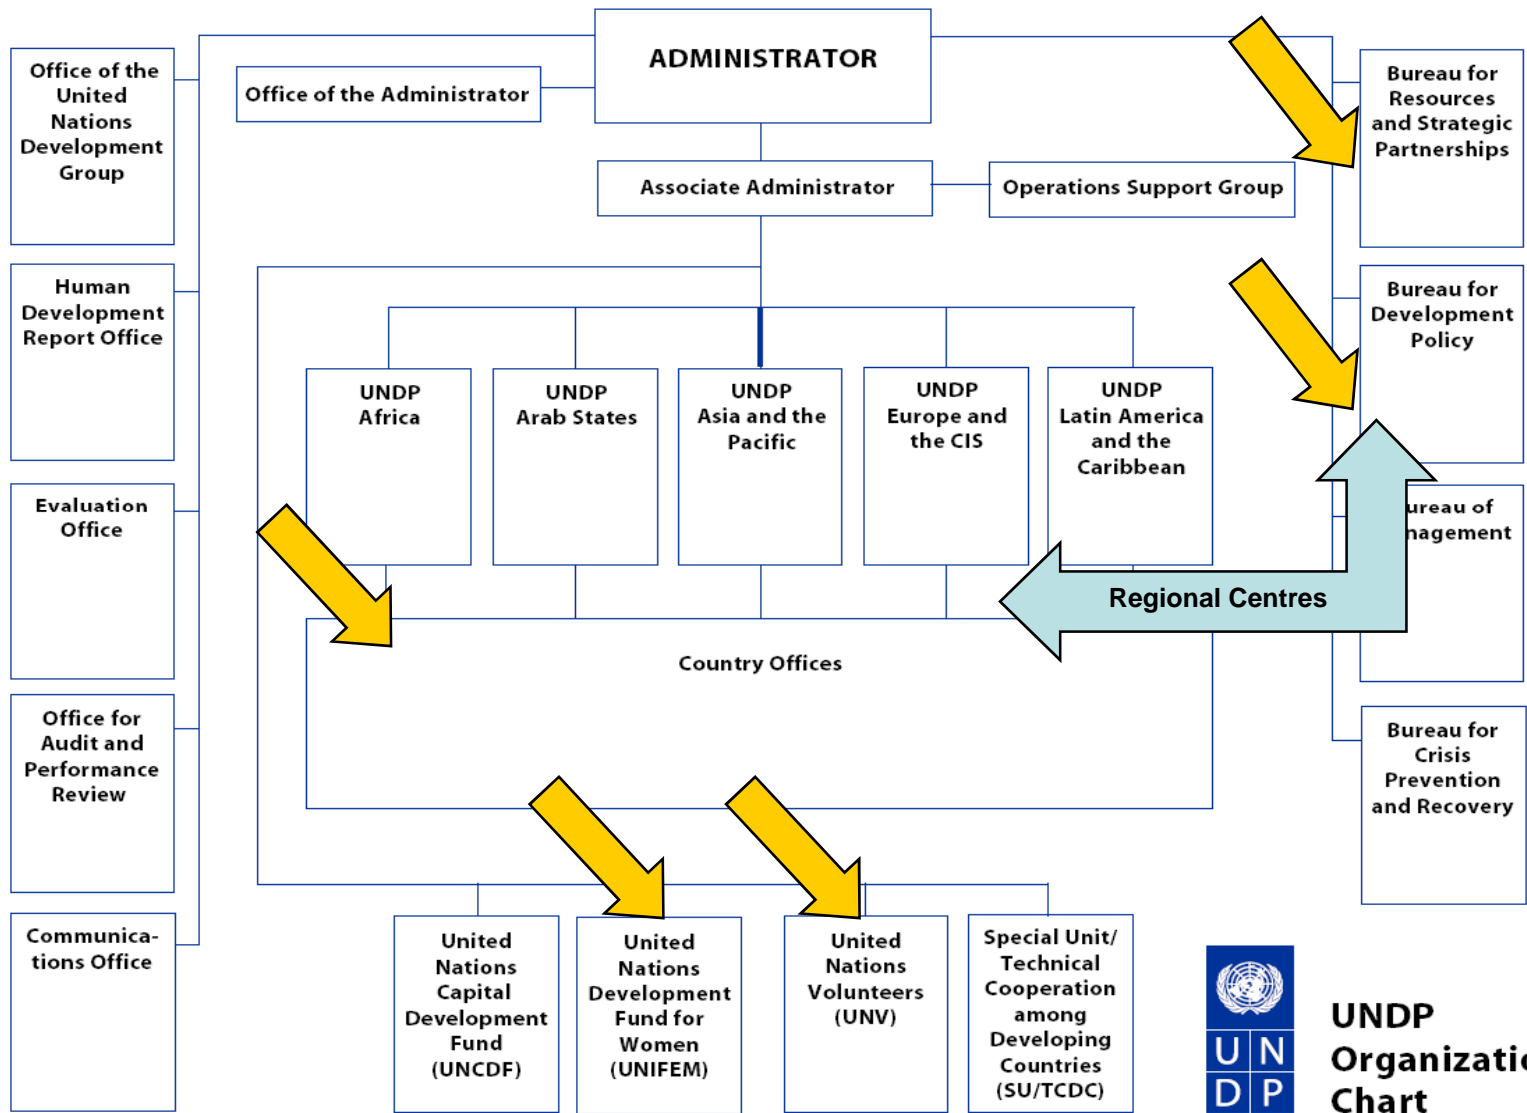 ADMINISTRATOR
Office of the Administrator
Associate Administrator
Operations Support Group
Office of the
United
Nations
Development
Group
Human
Development
Report Office
Evaluation
Office
Office for
Audit and
Performance
Review
Communica-
tions Office
UNDP
Africa
UNDP
Arab States
UNDP
Asia and the
Pacific
UNDP
Europe and
the CIS
UNDP
Latin America
and the
Caribbean
Regional Centres
Country Offices
Bureau for
Resources
and Strategic
Partnerships
Bureau for
Development
Policy
ureau of
nagement
Bureau for
Crisis
Prevention
and Recovery
United
Nations
Capital
Development
Fund
(UNCDF)
United
Nations
Development
Fund for
Women
(UNIFEM)
United
Nations
Volunteers
(UNV)
Special Unit/
Technical
Cooperation
among
Developing
Countries
(SU/TCDC)
U N
D P
UNDP
Organizatio
Chart